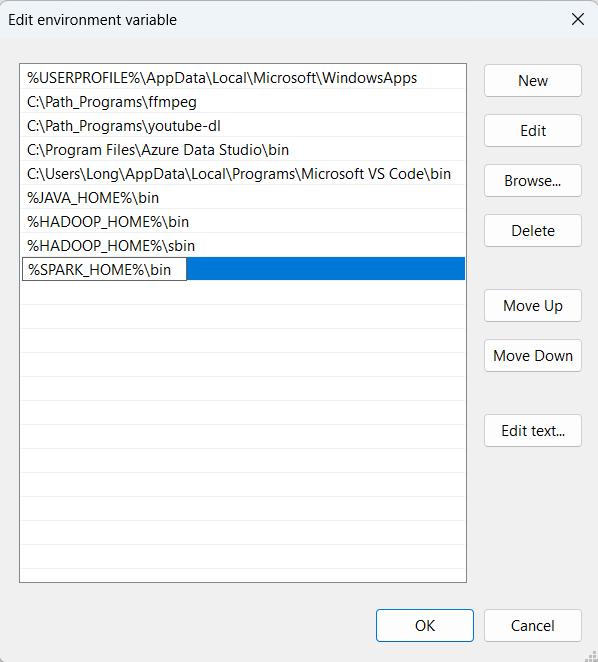 Edit environment variable
%USERPROFILE%\AppData\Local\Microsoft\WindowsApps
C:\Path_Programs\ffmpeg
C:\Path_Programs\youtube-dl
C:\Program Files\Azure Data Studio\bin
C:\Users\Long\AppData\Local\Programs\Microsoft VS Code\bin
%JAVA_HOME%\bin
%HADOOP_HOME%\bin
%HADOOP_HOME%\sbin
%SPARK_HOME%\bin
New
Edit
Browse...
Delete
Move Up
Move Down
Edit text...
OK
Cancel